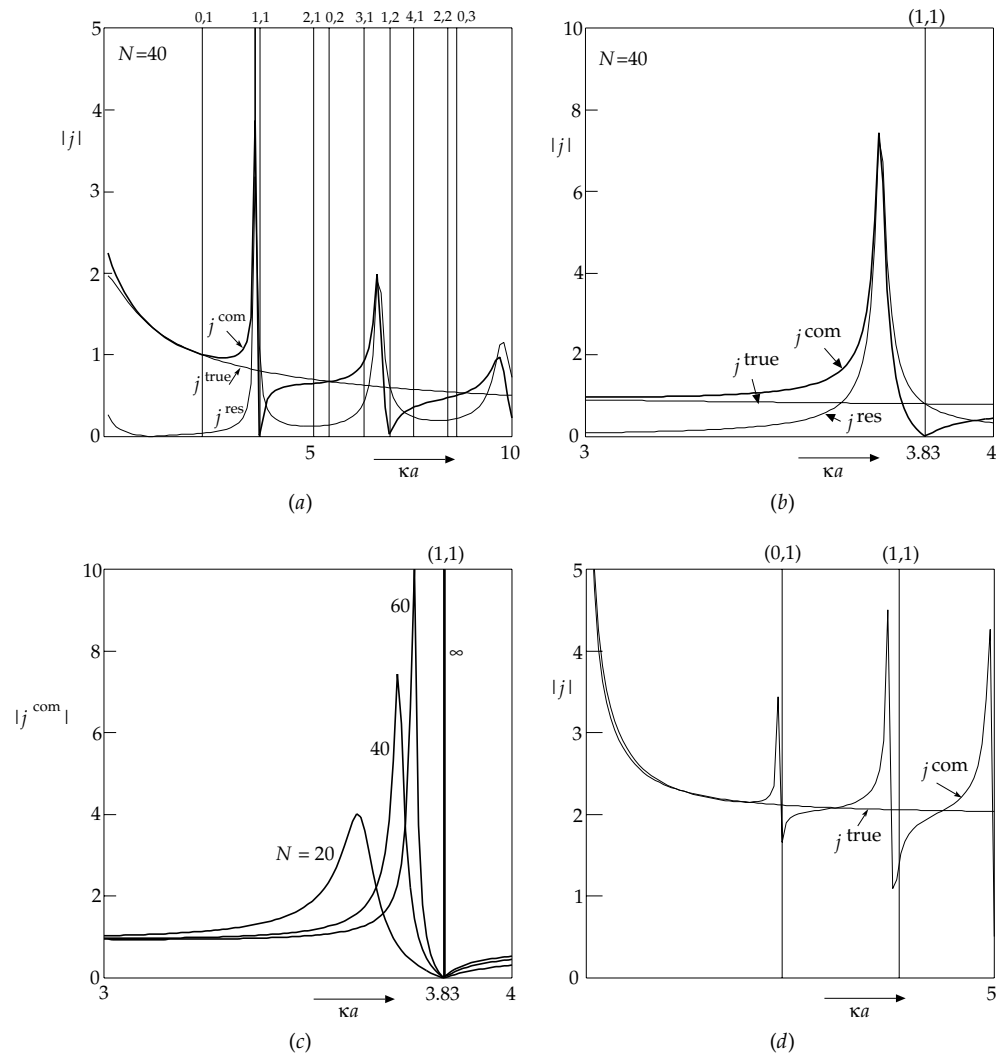 0,1 1,1 2,1 0,2 3,1 1,2 4,1 2,2 0,3
5
N=40
4
|j|
3
2
j com
1
j true
j res
0
5
10
κa
(a)
(1,1)
10
N=40
8
|j|
6
4
j com
2
j true
j res
0
3
3.83
4
κa
(b)
(1,1)
10
60
∞
8
|j com|
6
40
4
N = 20
2
0
3
3.83
4
κa
(c)
(0,1)
(1,1)
5
4
|j|
3
j com
2
j true
1
0
5
κa
(d)